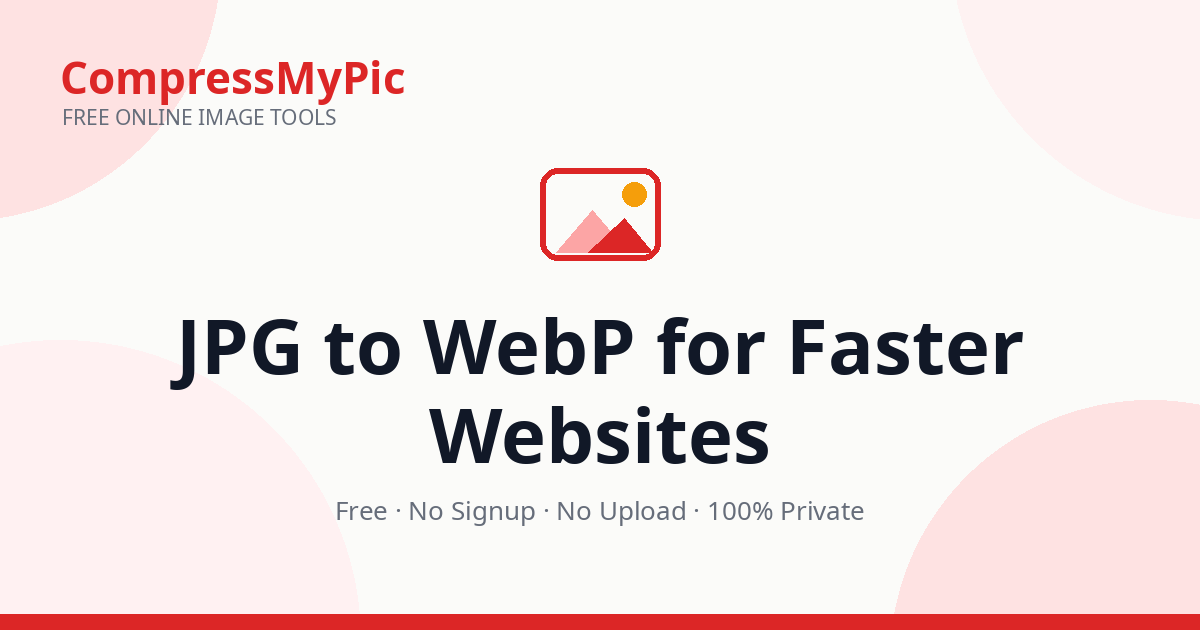 CompressMyPic
FREE ONLINE IMAGE TOOLS
JPG to WebP for Faster
Websites
Free · No Signup · No Upload · 100% Private